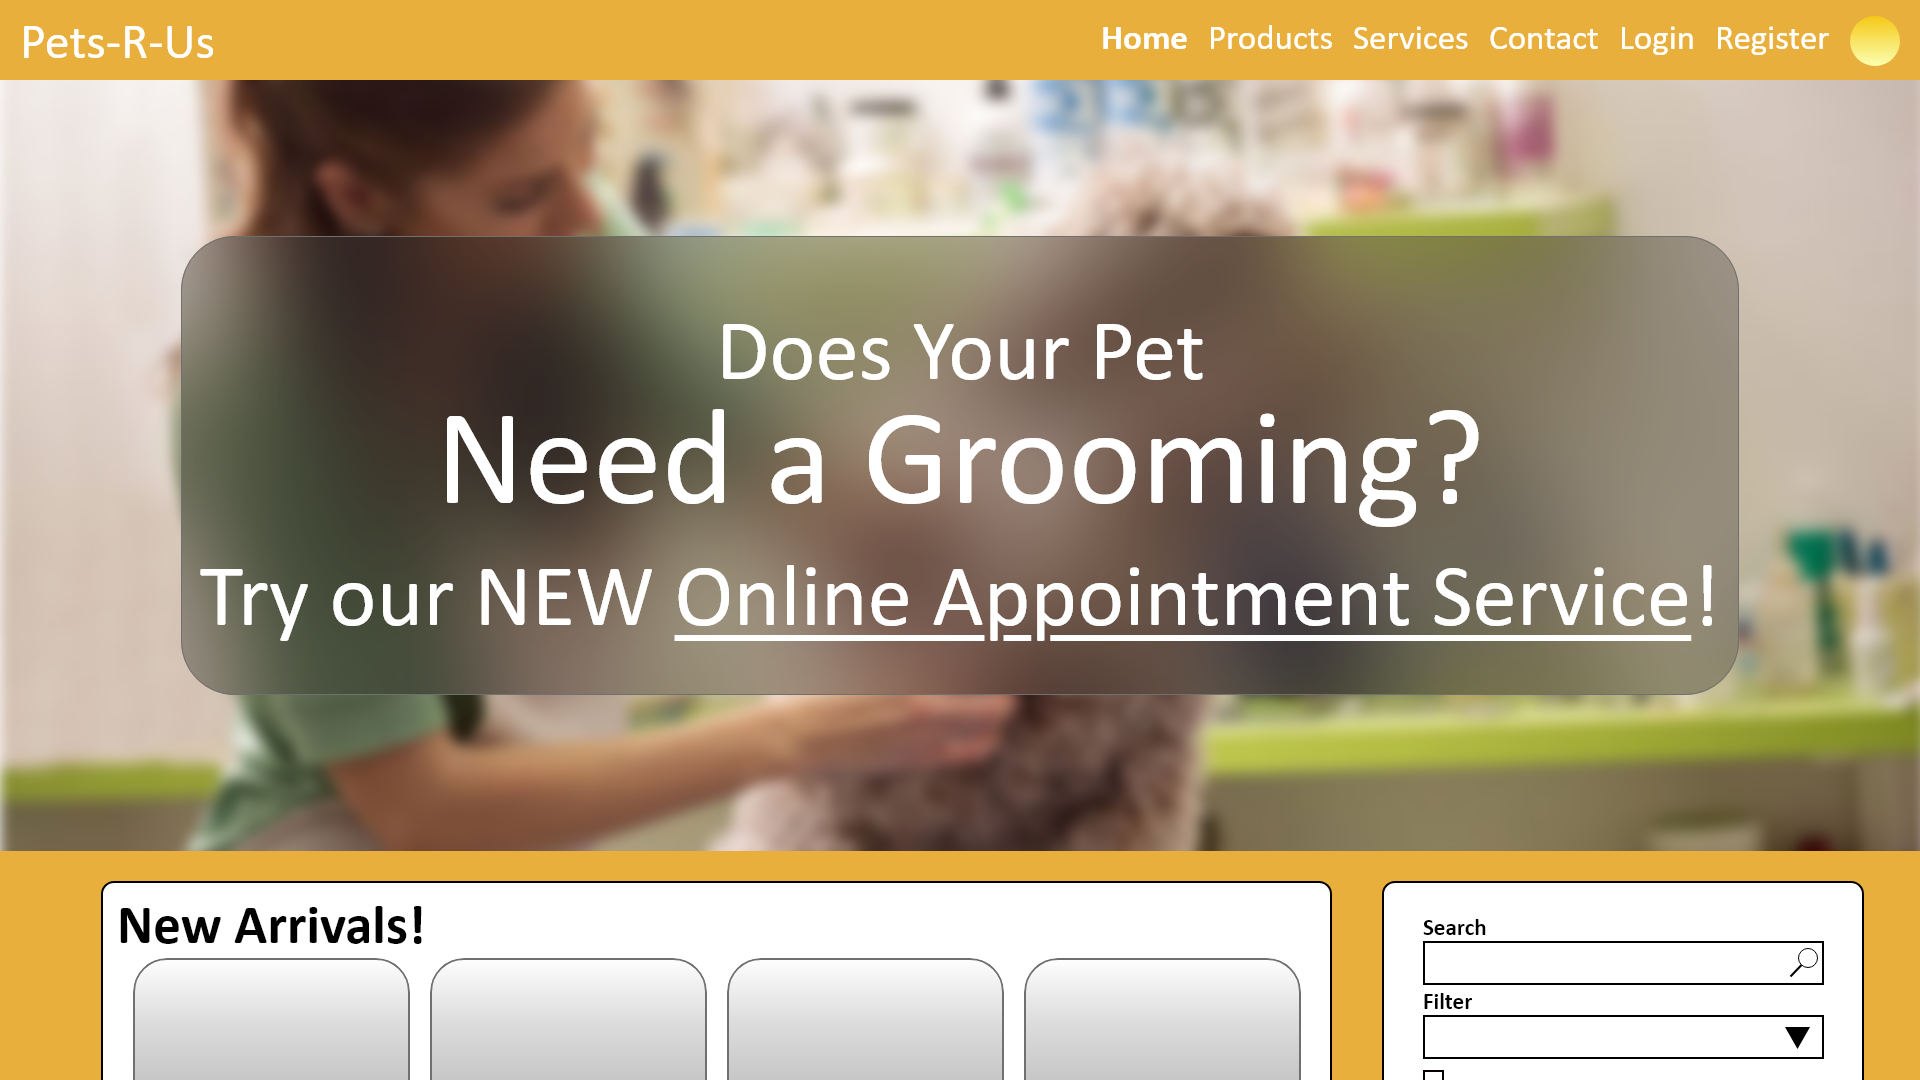 Pets-R-Us
Home Products Services Contact Login Register
Does Your Pet
Need a Grooming?
Try our NEW Online Appointment Service!
New Arrivals!
Search
Filter